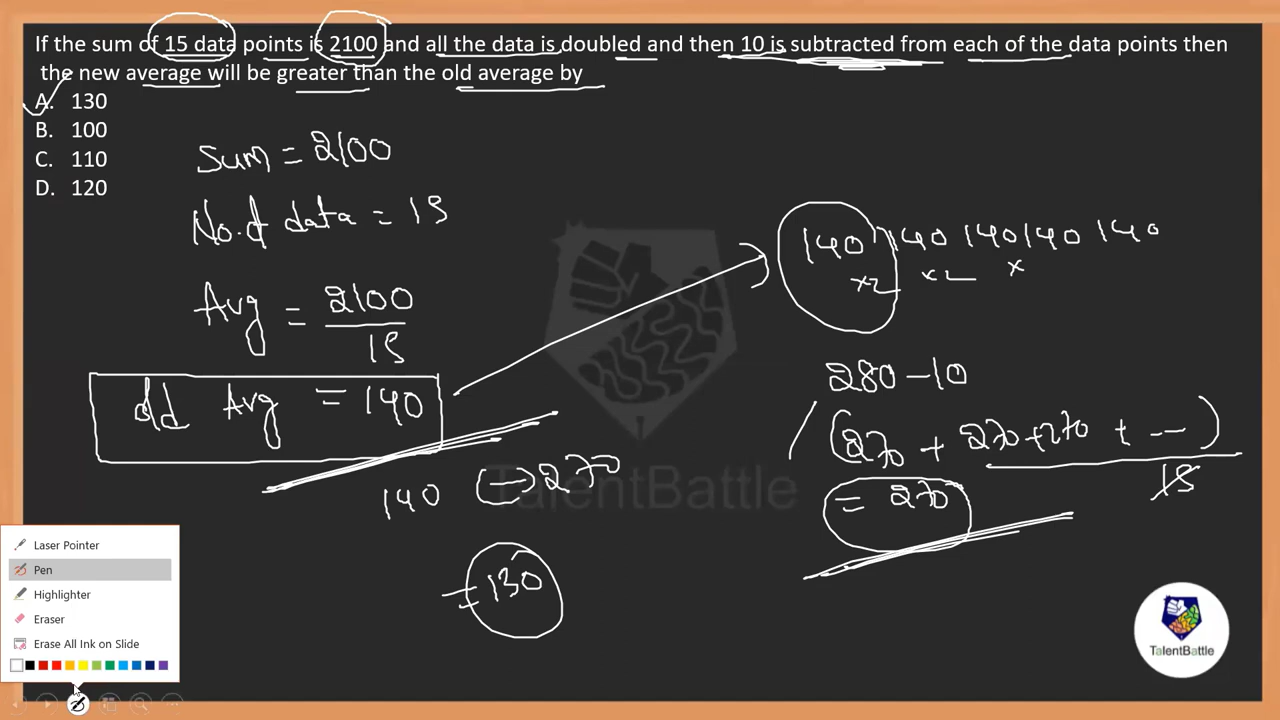 If the sum of 15 data points is 2100 and all the data is doubled and then 10 is subtracted from each of the data points then
the new average will be greater than the old average by
A. 130
B. 100
C. 110
D. 120
Sum = 2100
No. of data = 15
Avg = 2100
15
old Avg = 140
140 → 270
= 130
140 140 140 140 140
x2 x2 x
280 - 10
(270 + 270 + 270 + ---)
15
= 270
TalentBattle
Laser Pointer
Pen
Highlighter
Eraser
Erase All Ink on Slide
TalentBattle